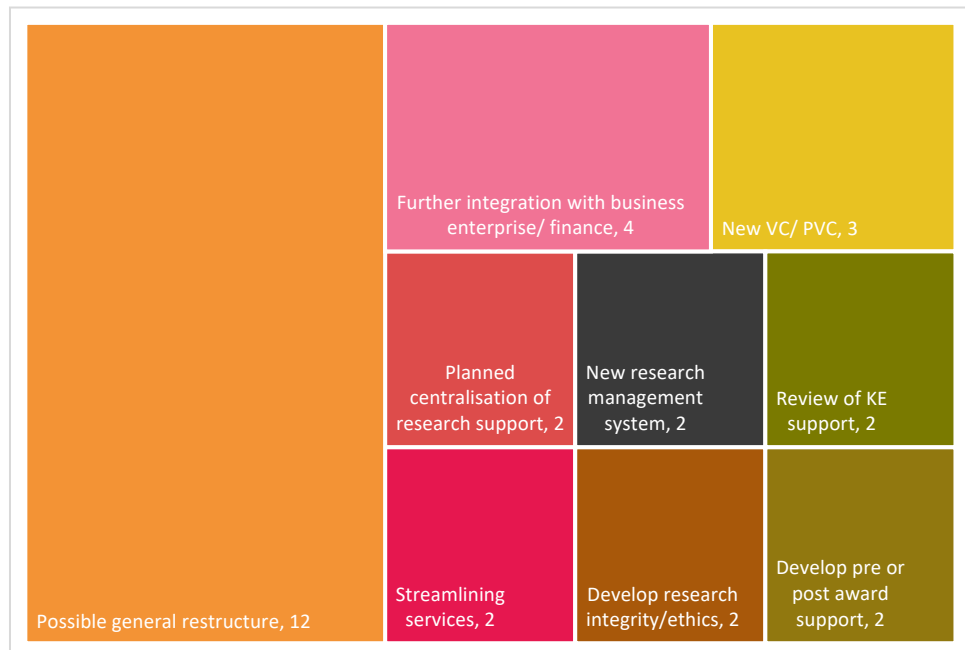 Further integration with business
enterprise/ finance, 4
New VC/ PVC, 3
Planned
centralisation of
research support, 2
New research
management
system, 2
Review of KE
support, 2
Possible general restructure, 12
Streamlining
services, 2
Develop research
integrity/ethics, 2
Develop pre or
post award
support, 2